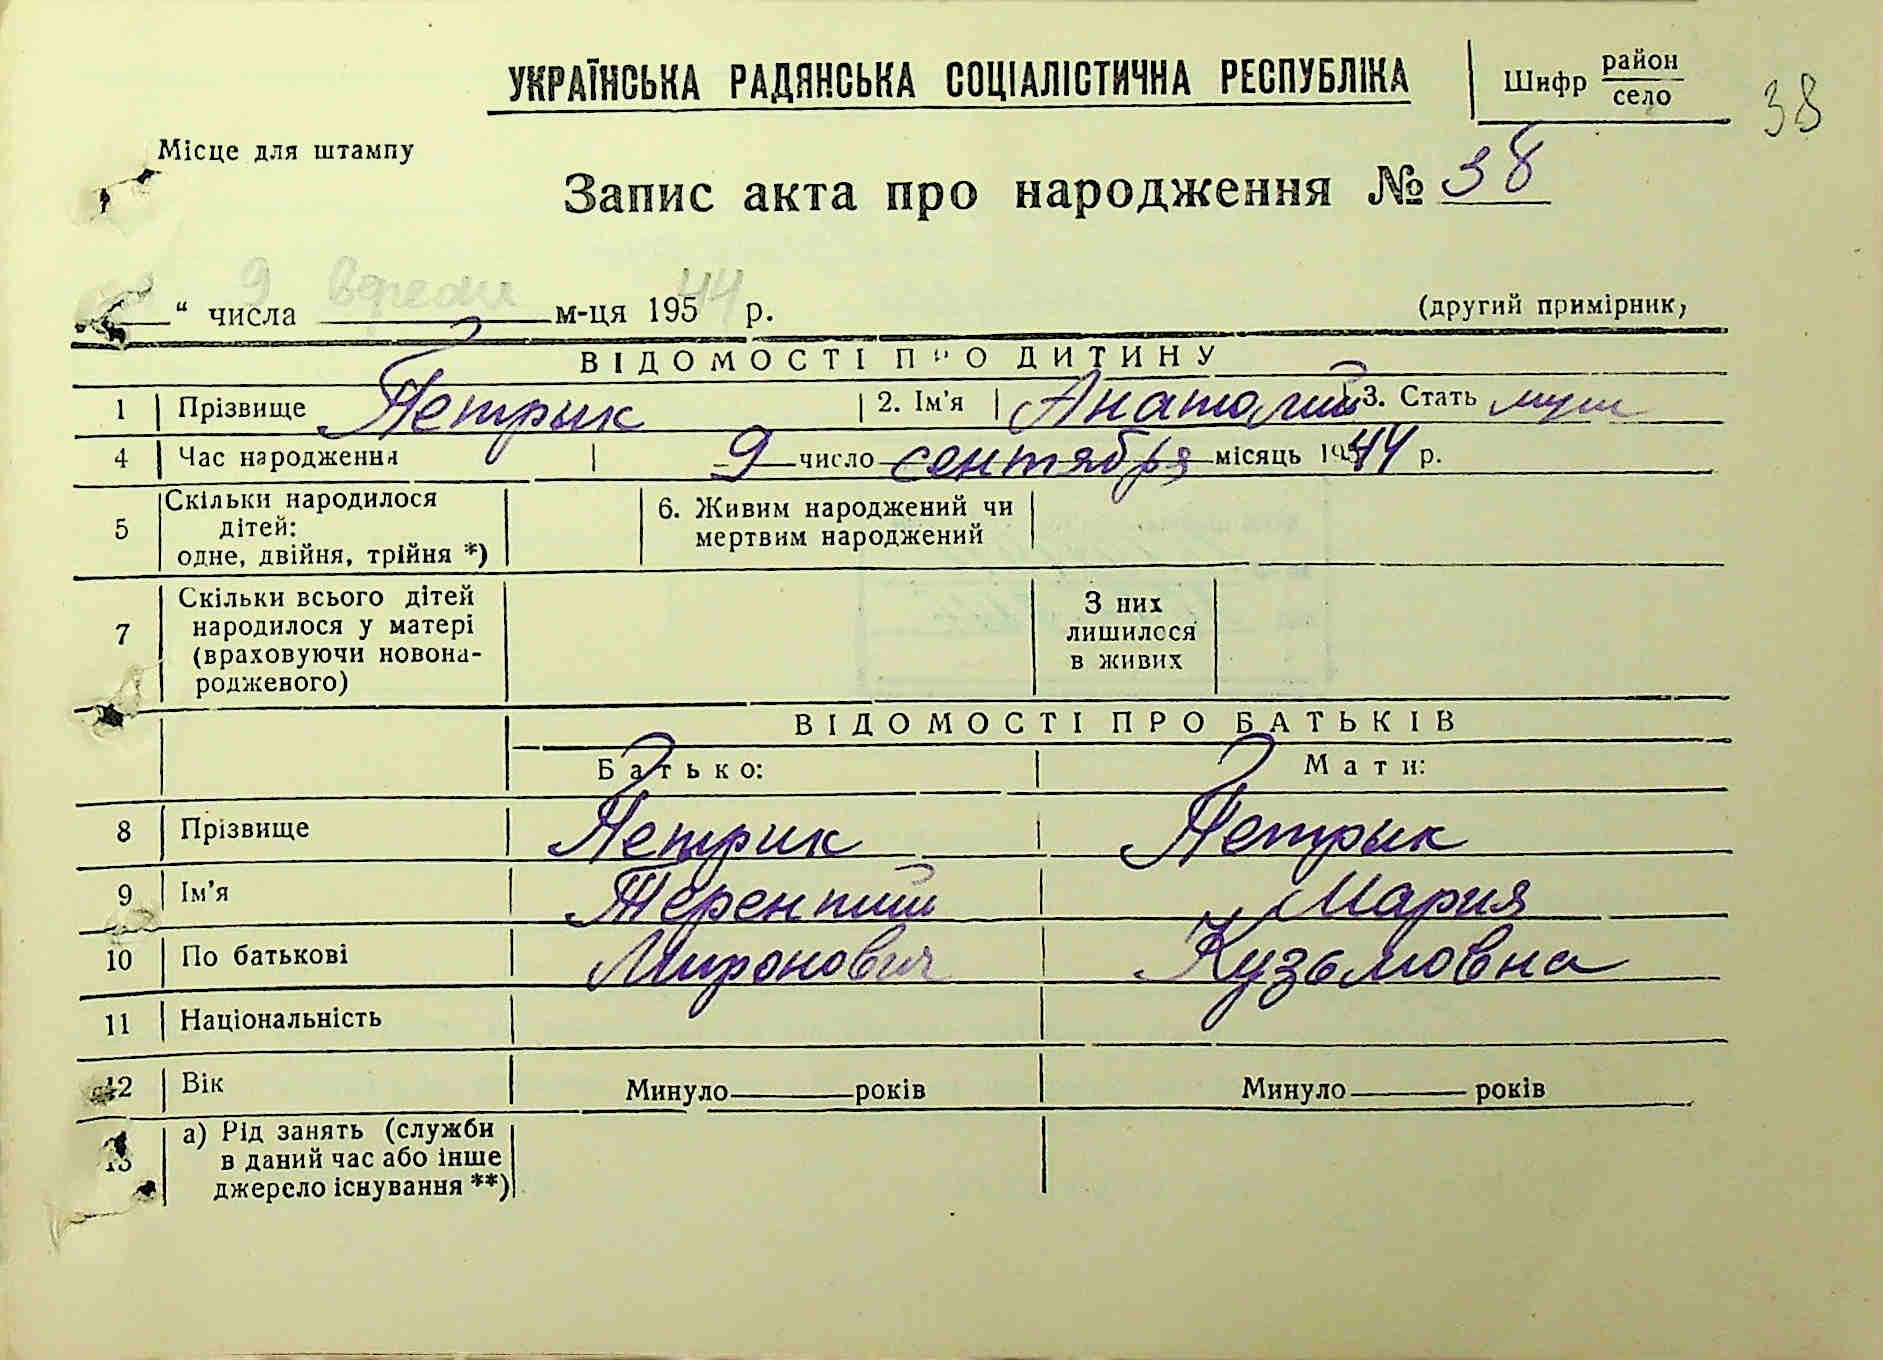 УКРАЇНСЬКА РАДЯНСЬКА СОЦІАЛІСТИЧНА РЕСПУБЛІКА
Шифр район
село
38
Місце для штампу
Запис акта про народження № 38
9 вересня 44
“ числа м-ця 195 р.
(другий примірник)
ВІДОМОСТІ ПРО ДИТИНУ
1 Прізвище Петрик 2. Ім’я Анатолий 3. Стать муж
4 Час народження 9 число сентября місяць 1944 р.
5 Скільки народилося дітей: одне, двійня, трійня *) 6. Живим народжений чи мертвим народжений
7 Скільки всього дітей народилося у матері (враховуючи новона-родженого) З них лишилося в живих
ВІДОМОСТІ ПРО БАТЬКІВ
Батько: Мати:
8 Прізвище Петрик Петрик
9 Ім’я Терентий Мария
10 По батькові Миронович Кузьмовна
11 Національність
12 Вік Минуло років Минуло років
13 а) Рід занять (служби в даний час або інше джерело існування **)